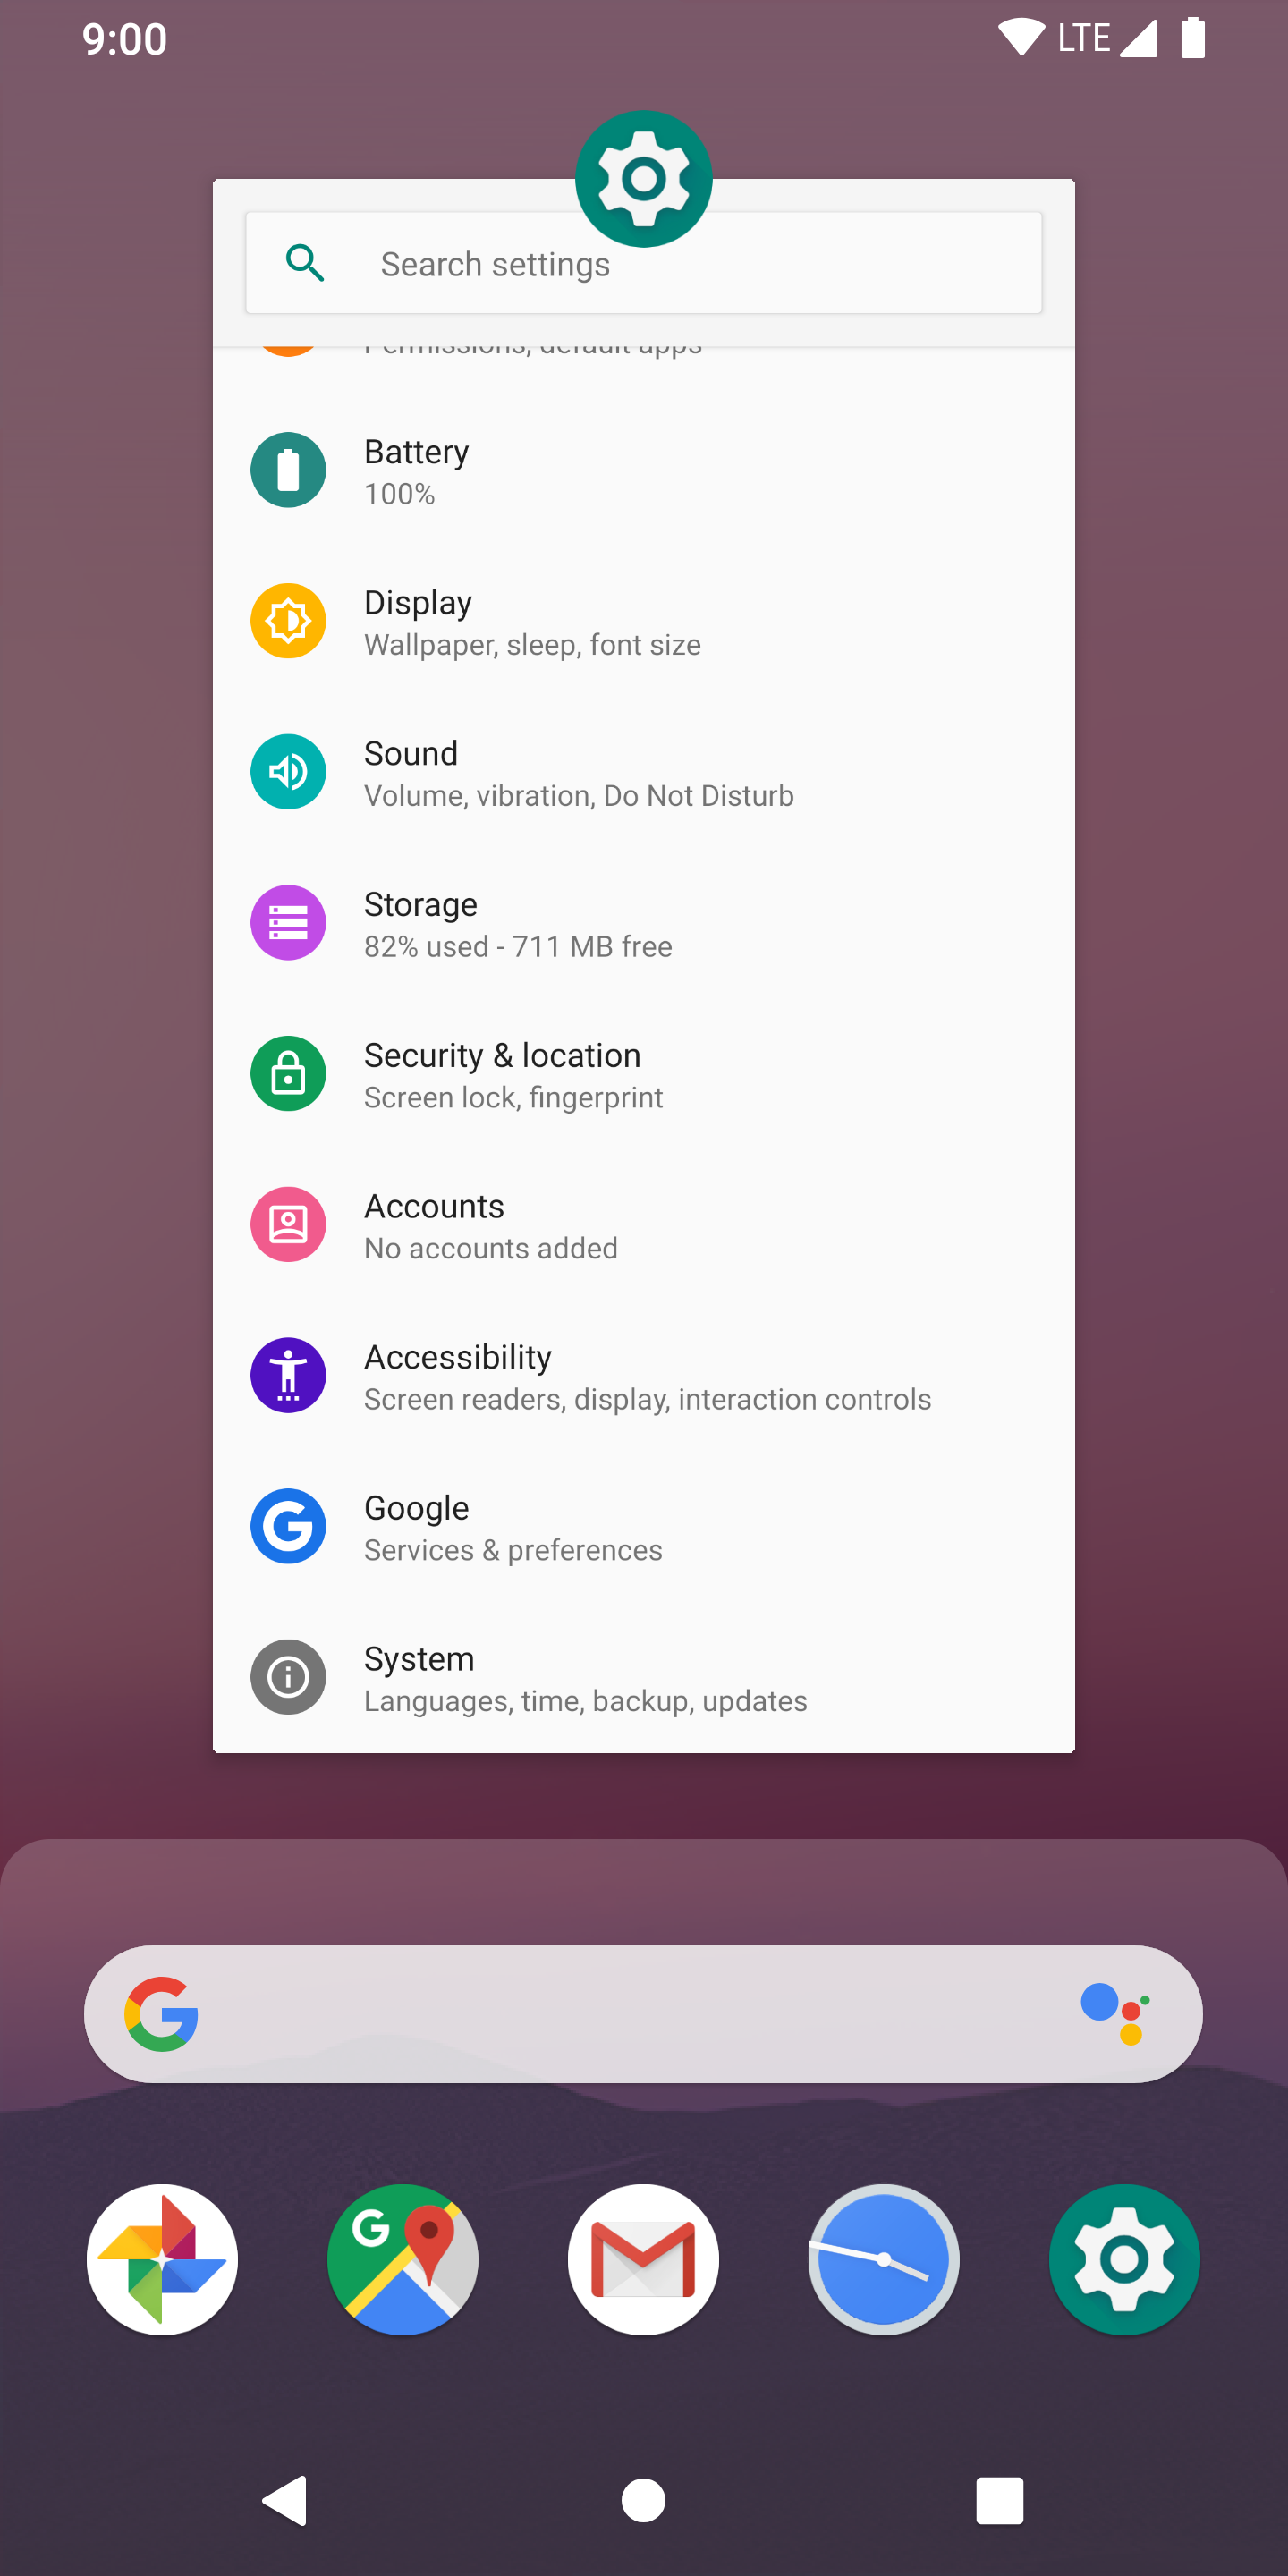 9:00
LTE
Search settings
Permissions, default apps
Battery
100%
Display
Wallpaper, sleep, font size
Sound
Volume, vibration, Do Not Disturb
Storage
82% used - 711 MB free
Security & location
Screen lock, fingerprint
Accounts
No accounts added
Accessibility
Screen readers, display, interaction controls
Google
Services & preferences
System
Languages, time, backup, updates